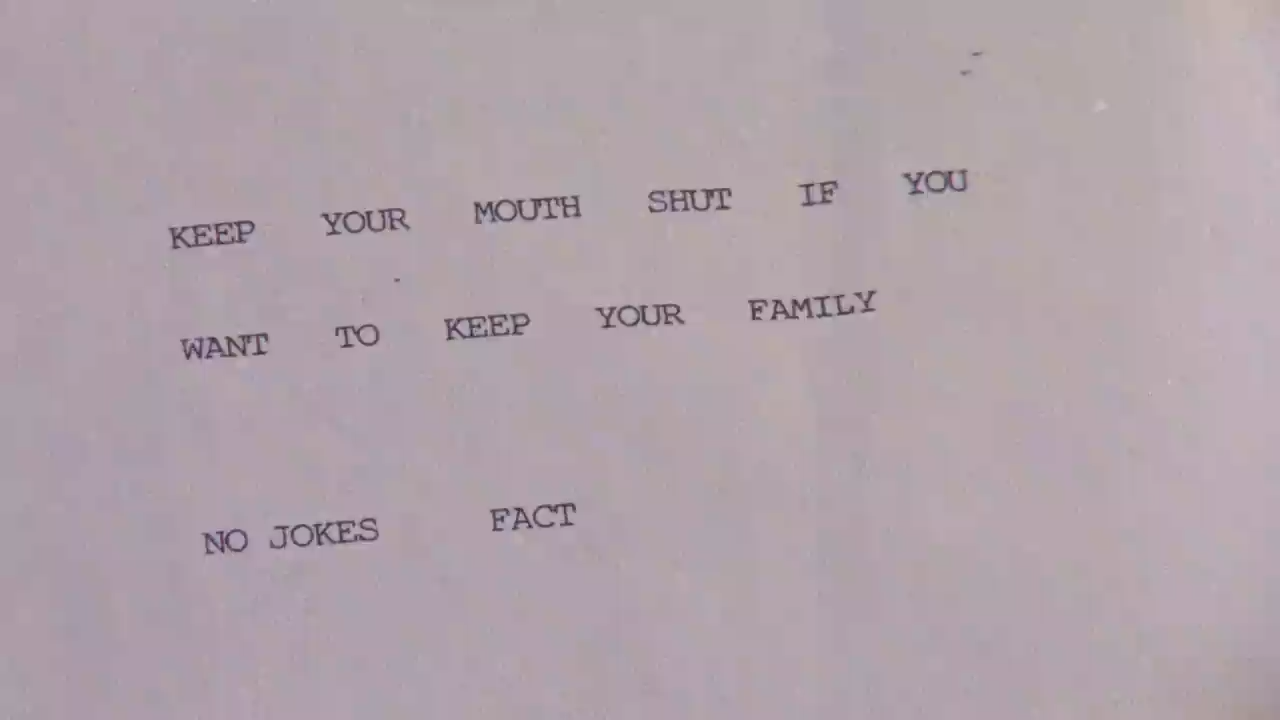 KEEP YOUR MOUTH SHUT IF YOU
WANT TO KEEP YOUR FAMILY
NO JOKES FACT